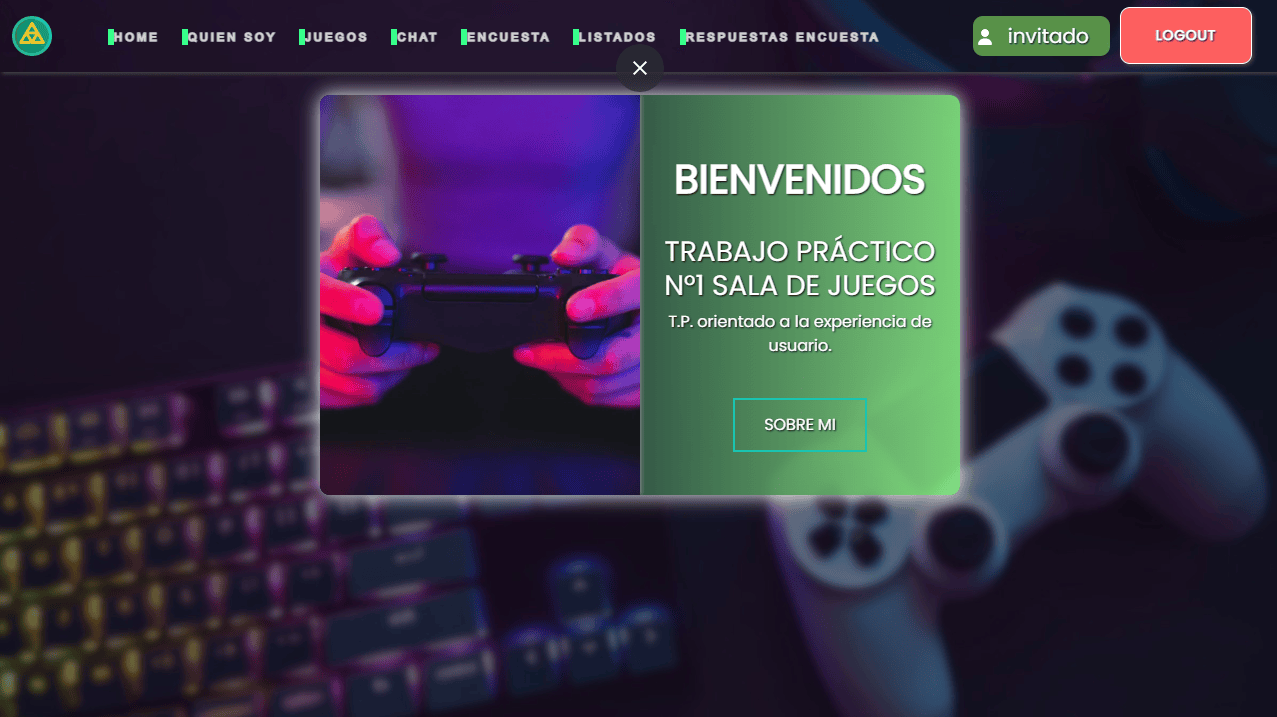 HOME
QUIEN SOY
JUEGOS
CHAT
ENCUESTA
LISTADOS
RESPUESTAS ENCUESTA
invitado
LOGOUT
BIENVENIDOS
TRABAJO PRÁCTICO
Nº1 SALA DE JUEGOS
T.P. orientado a la experiencia de
usuario.
SOBRE MI